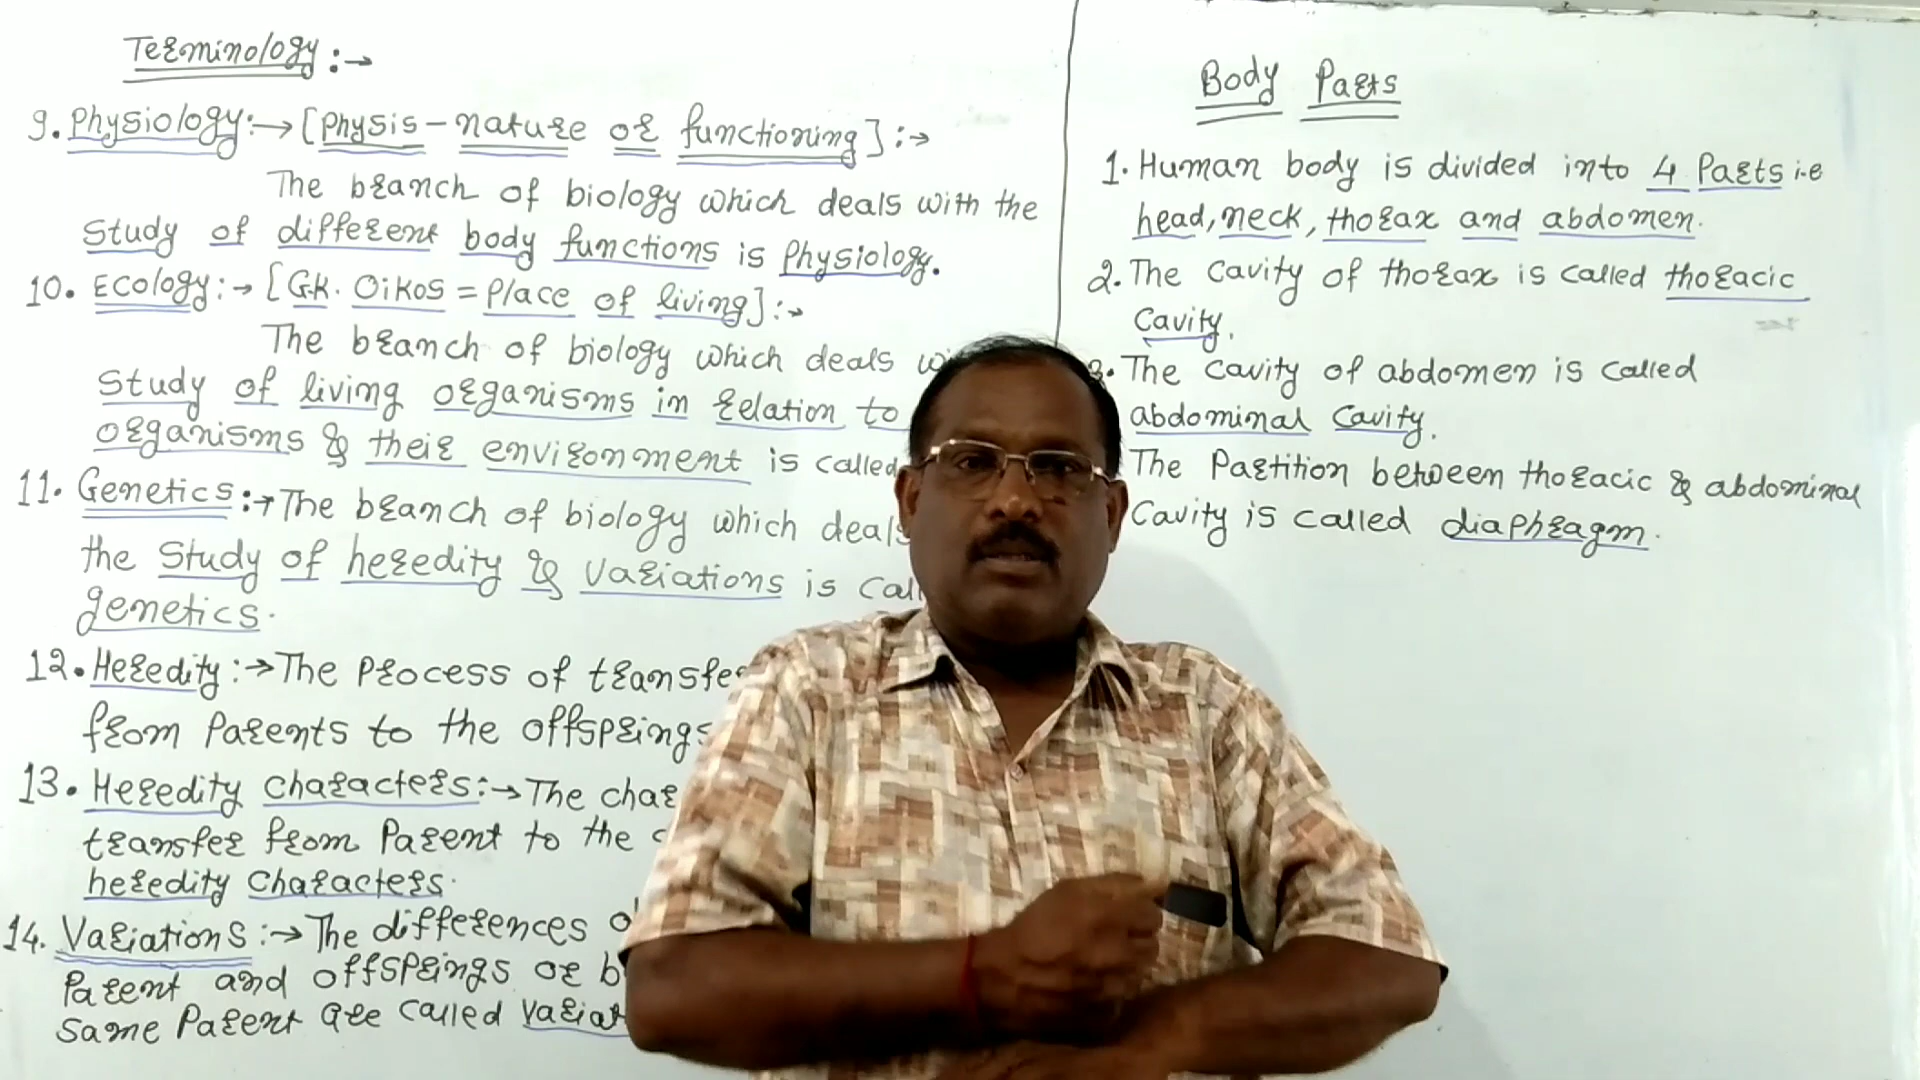 Terminology :→
9. Physiology :→ [Physis - nature or functioning] :→
The branch of biology which deals with the
Study of different body functions is Physiology.
10. Ecology :→ [Gk. Oikos = Place of living] :→
The branch of biology which deals
Study of living organisms in relation to
organisms & their environment is called
11. Genetics :→ The branch of biology which deals
the Study of heredity & Variations is
genetics.
12. Heredity :→ The Process of
from Parents to the offsprings
13. Heredity Characters :→ The
transfer from Parent to the
heredity Characters.
14. Variations :→ The differences
Parent and offsprings or
same Parent are called
Body Parts
1. Human body is divided into 4 Parts i.e
head, neck, thorax and abdomen.
2. The Cavity of thorax is called thoracic
Cavity.
3. The Cavity of abdomen is called
abdominal Cavity.
The Partition between thoracic & abdominal
Cavity is called diaphragm.